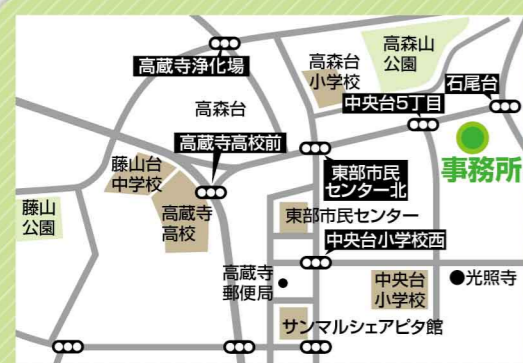 高森山
公園
高蔵寺浄化場
高森台
小学校
石尾台
中央台5丁目
高森台
高蔵寺高校前
事務所
藤山台
中学校
東部市民
センター北
藤山
公園
高蔵寺
高校
東部市民センター
中央台小学校西
高蔵寺
郵便局
中央台
小学校
光照寺
サンマルシェアピタ館